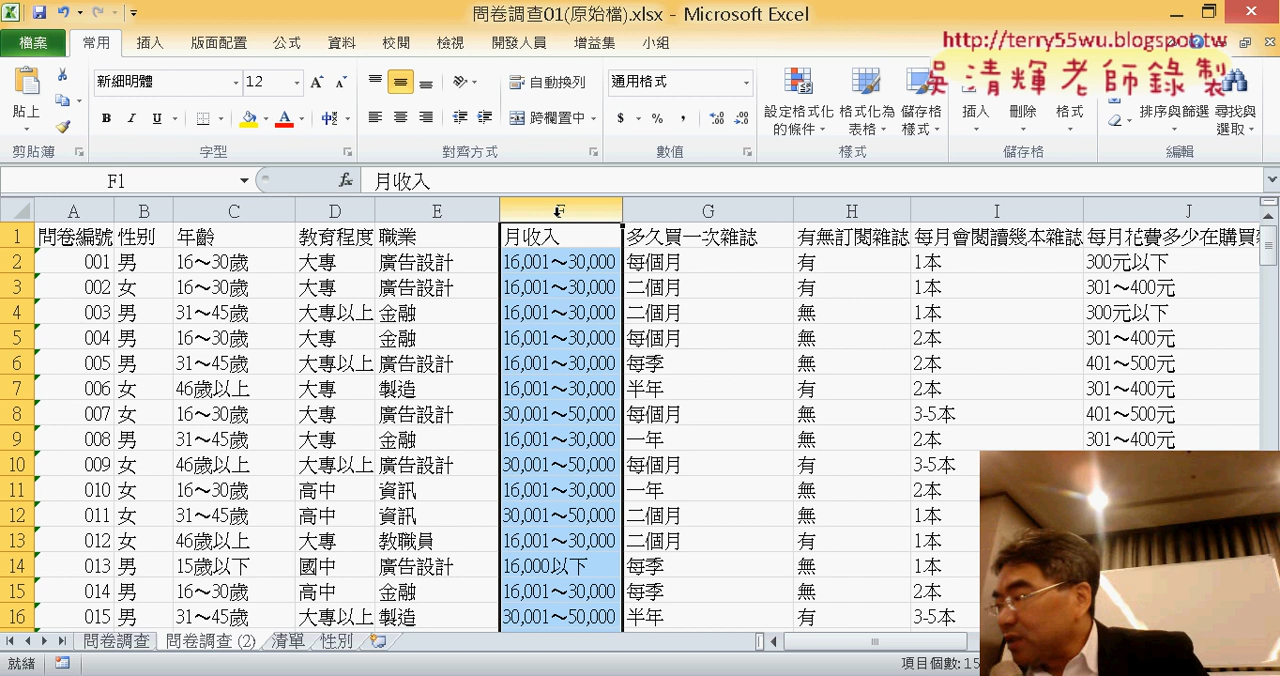 問卷調查01(原始檔).xlsx - Microsoft Excel
檔案 常用 插入 版面配置 公式 資料 校閱 檢視 開發人員 增益集 小組
http://terry55wu.blogspot.tw
吳清輝老師錄製
貼上 新細明體 12 自動換列 通用格式 設定格式化的條件 格式化為表格 儲存格樣式 插入 刪除 格式 排序與篩選 尋找與選取
B I U A 中 跨欄置中 $ % ,
剪貼簿 字型 對齊方式 數值 樣式 儲存格 編輯
F1 fx 月收入
A B C D E F G H I J
1 問卷編號 性別 年齡 教育程度 職業 月收入 多久買一次雜誌 有無訂閱雜誌 每月會閱讀幾本雜誌 每月花費多少在購買
2 001 男 16～30歲 大專 廣告設計 16,001～30,000 每個月 有 1本 300元以下
3 002 女 16～30歲 大專 廣告設計 16,001～30,000 二個月 有 1本 301～400元
4 003 男 31～45歲 大專以上 金融 16,001～30,000 二個月 無 1本 300元以下
5 004 男 16～30歲 大專 金融 16,001～30,000 每個月 無 2本 301～400元
6 005 男 31～45歲 大專以上 廣告設計 16,001～30,000 每季 無 2本 401～500元
7 006 女 46歲以上 大專 製造 16,001～30,000 半年 有 2本 301～400元
8 007 女 16～30歲 大專 廣告設計 30,001～50,000 每個月 無 3-5本 401～500元
9 008 男 31～45歲 大專 金融 16,001～30,000 一年 無 2本 301～400元
10 009 女 46歲以上 大專以上 廣告設計 30,001～50,000 每個月 有 3-5本
11 010 女 16～30歲 高中 資訊 16,001～30,000 一年 無 2本
12 011 女 31～45歲 高中 資訊 30,001～50,000 二個月 無 1本
13 012 女 46歲以上 大專 教職員 16,001～30,000 二個月 有 1本
14 013 男 15歲以下 國中 廣告設計 16,000以下 每季 無 1本
15 014 男 16～30歲 高中 金融 16,001～30,000 每季 無 2本
16 015 男 31～45歲 大專以上 製造 30,001～50,000 半年 有 3-5本
問卷調查 問卷調查 (2) 清單 性別
就緒 項目個數: 15